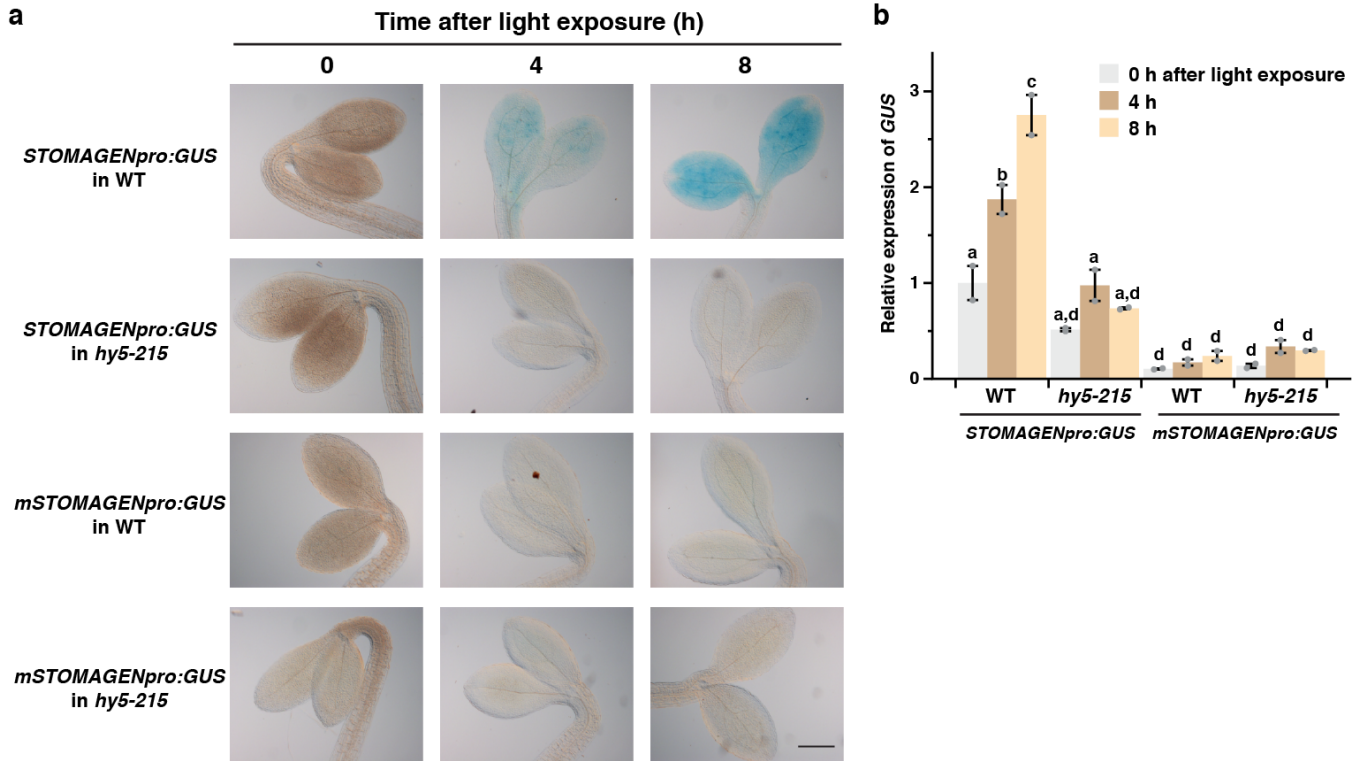 a
Time after light exposure (h)
0 4 8
STOMAGENpro:GUS
in WT
STOMAGENpro:GUS
in hy5-215
mSTOMAGENpro:GUS
in WT
mSTOMAGENpro:GUS
in hy5-215
b
Relative expression of GUS
3
2
1
0
0 h after light exposure
4 h
8 h
a b c a,d a a,d d d d d d d
WT hy5-215 WT hy5-215
STOMAGENpro:GUS mSTOMAGENpro:GUS